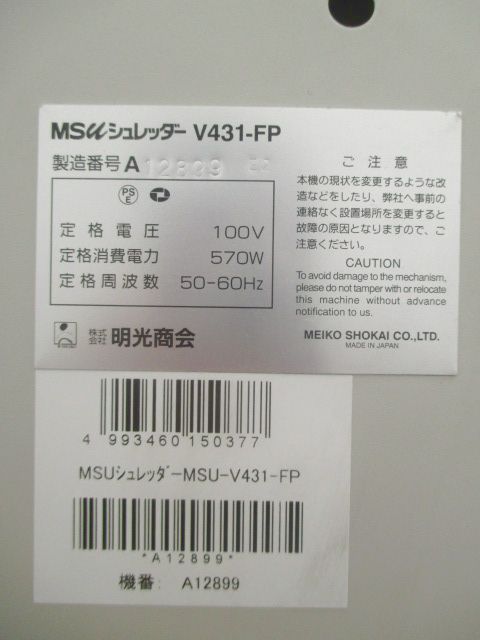 MSuシュレッダー V431-FP
製造番号 A 12899
PS
E
定格電圧 100V
定格消費電力 570W
定格周波数 50-60Hz
株式
会社 明光商会
ご 注 意
本機の現状を変更するような改
造などをしたり、弊社へ事前の
連絡なく設置場所を変更すると
故障の原因となりますので、ご
注意ください。
CAUTION
To avoid damage to the mechanism,
please do not tamper with or relocate
this machine without advance
notification to us.
MEIKO SHOKAI CO.,LTD.
MADE IN JAPAN
4 993460 150377
MSUシュレッダーMSU-V431-FP
*A12899*
機番: A12899